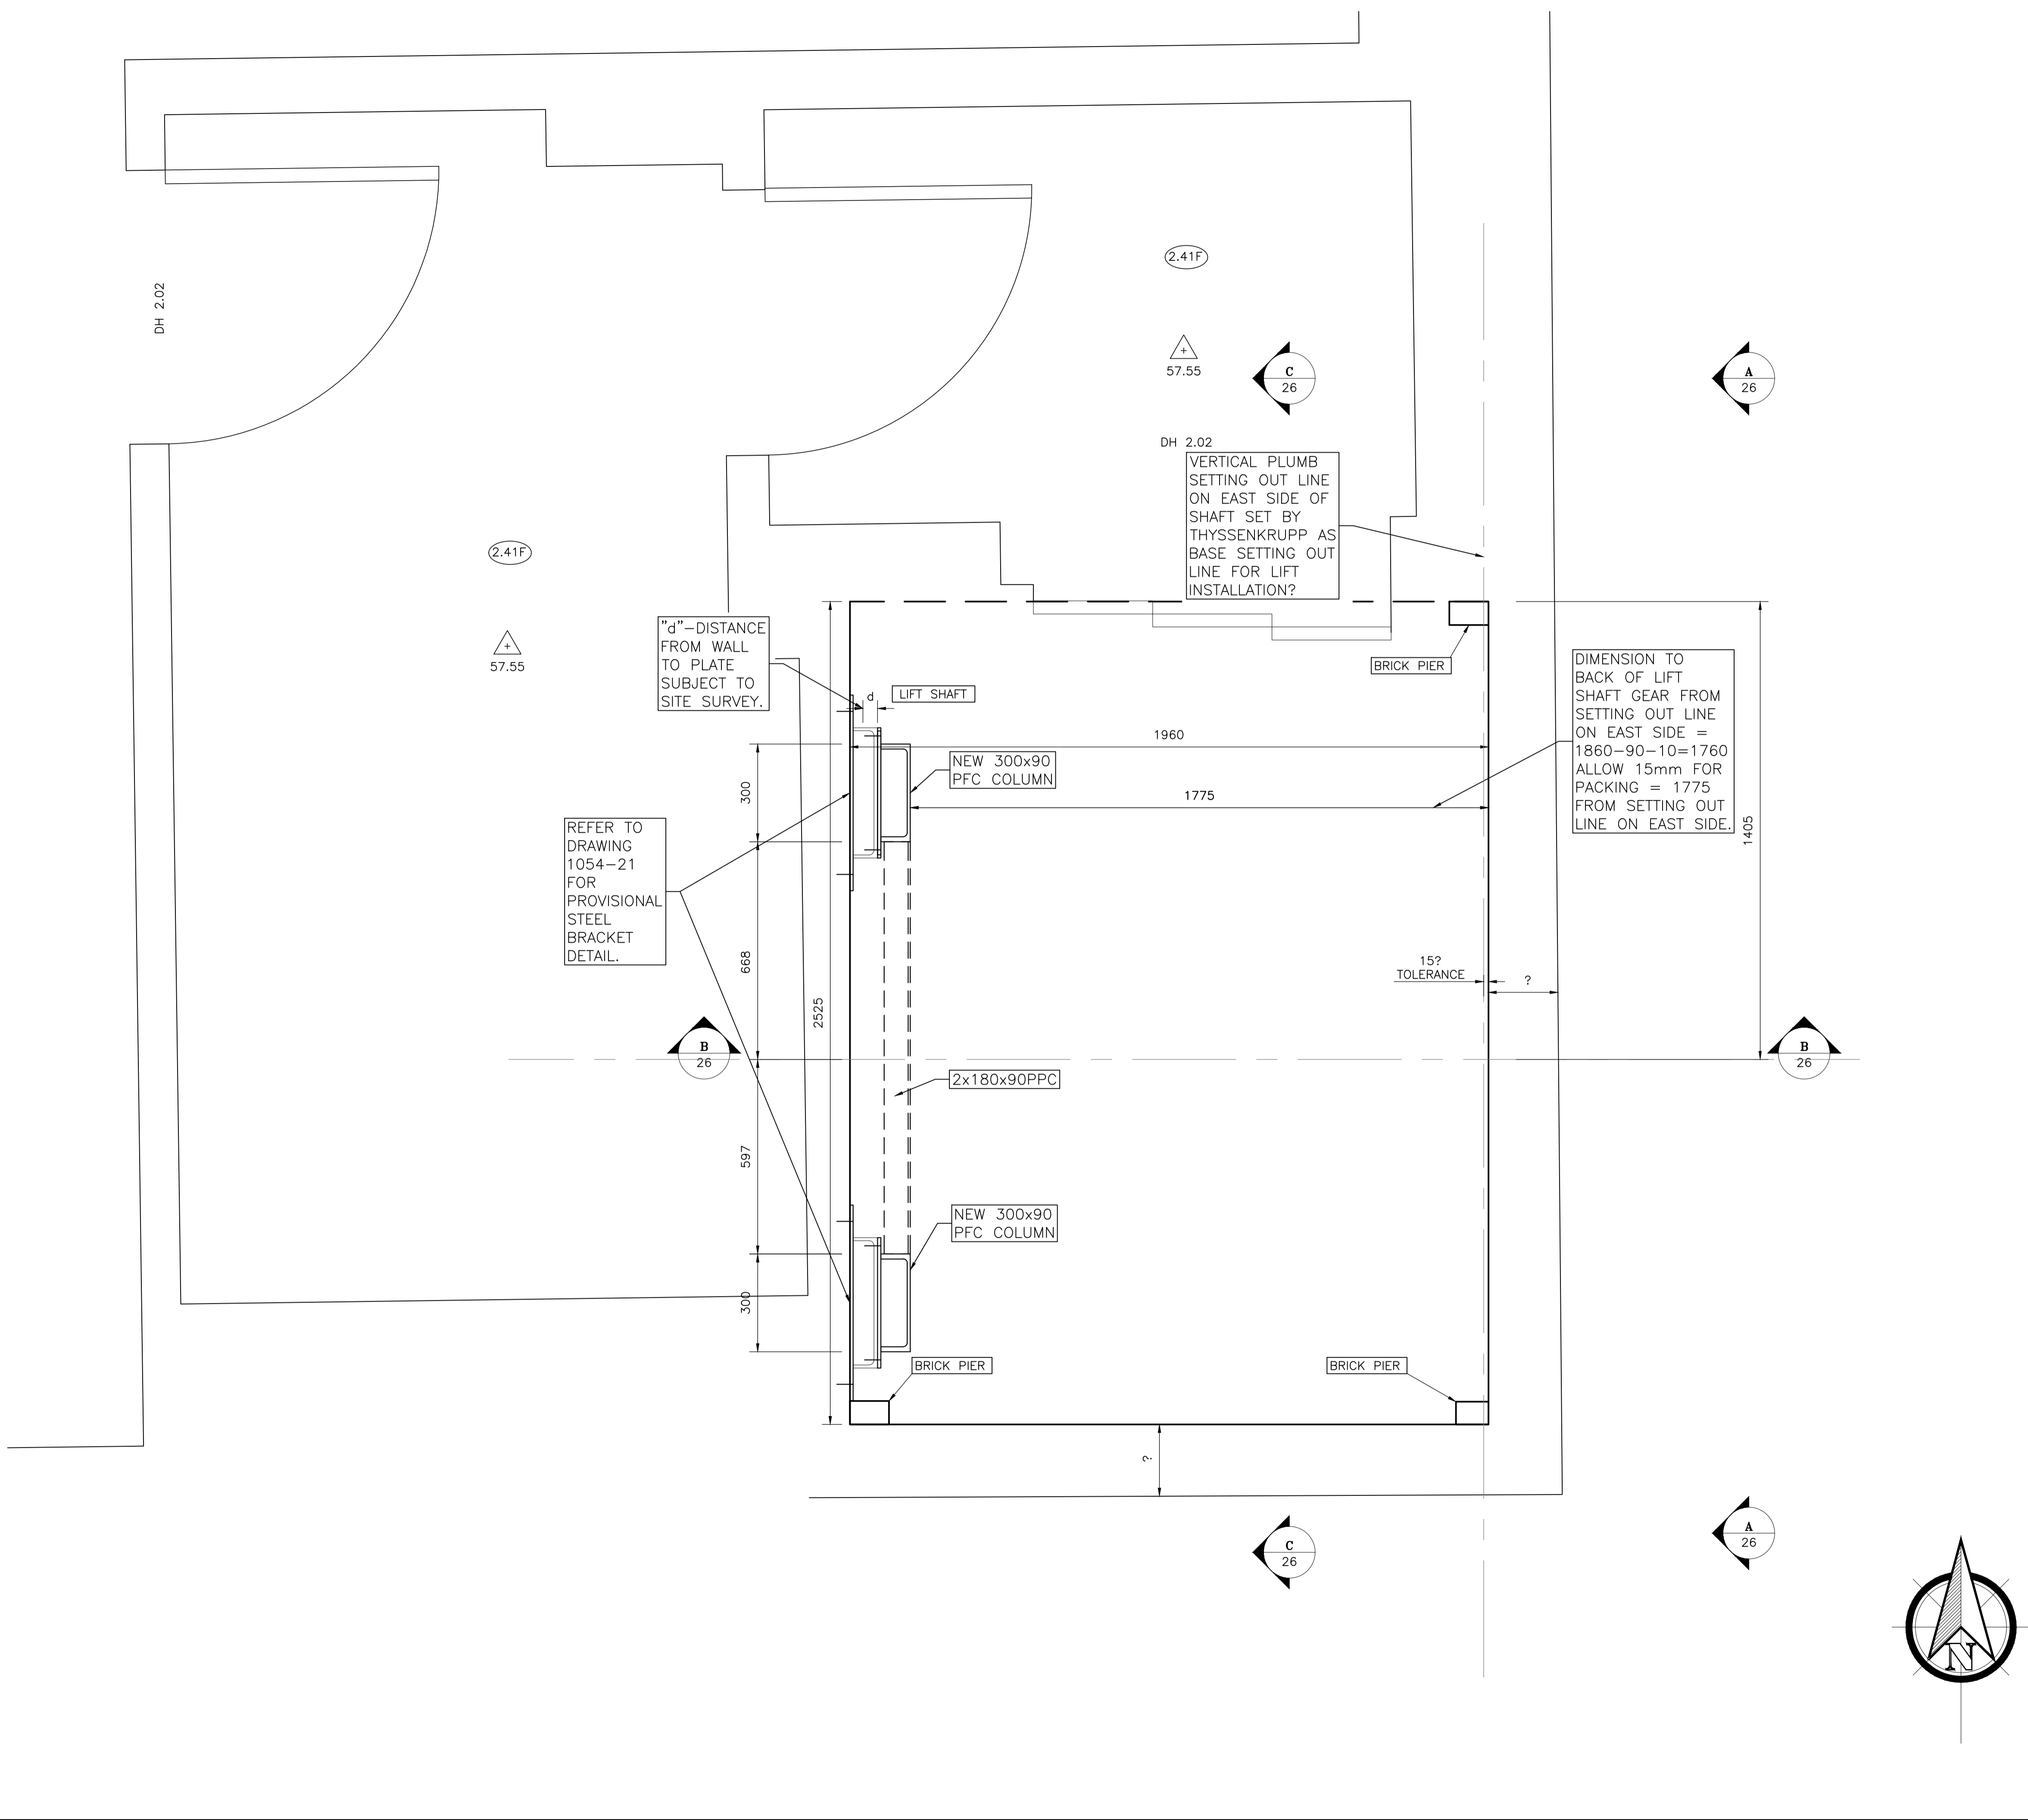 DH 2.02
2.41F
57.55
C
26
A
26
DH 2.02
VERTICAL PLUMB
SETTING OUT LINE
ON EAST SIDE OF
SHAFT SET BY
THYSSENKRUPP AS
BASE SETTING OUT
LINE FOR LIFT
INSTALLATION?
2.41F
57.55
"d"-DISTANCE
FROM WALL
TO PLATE
SUBJECT TO
SITE SURVEY.
d
LIFT SHAFT
BRICK PIER
DIMENSION TO
BACK OF LIFT
SHAFT GEAR FROM
SETTING OUT LINE
ON EAST SIDE =
1860-90-10=1760
ALLOW 15mm FOR
PACKING = 1775
FROM SETTING OUT
LINE ON EAST SIDE.
1960
NEW 300x90
PFC COLUMN
1775
300
1405
REFER TO
DRAWING
1054-21
FOR
PROVISIONAL
STEEL
BRACKET
DETAIL.
668
2525
15?
TOLERANCE
?
B
26
B
26
2x180x90PPC
597
NEW 300x90
PFC COLUMN
300
BRICK PIER
BRICK PIER
?
C
26
A
26
N